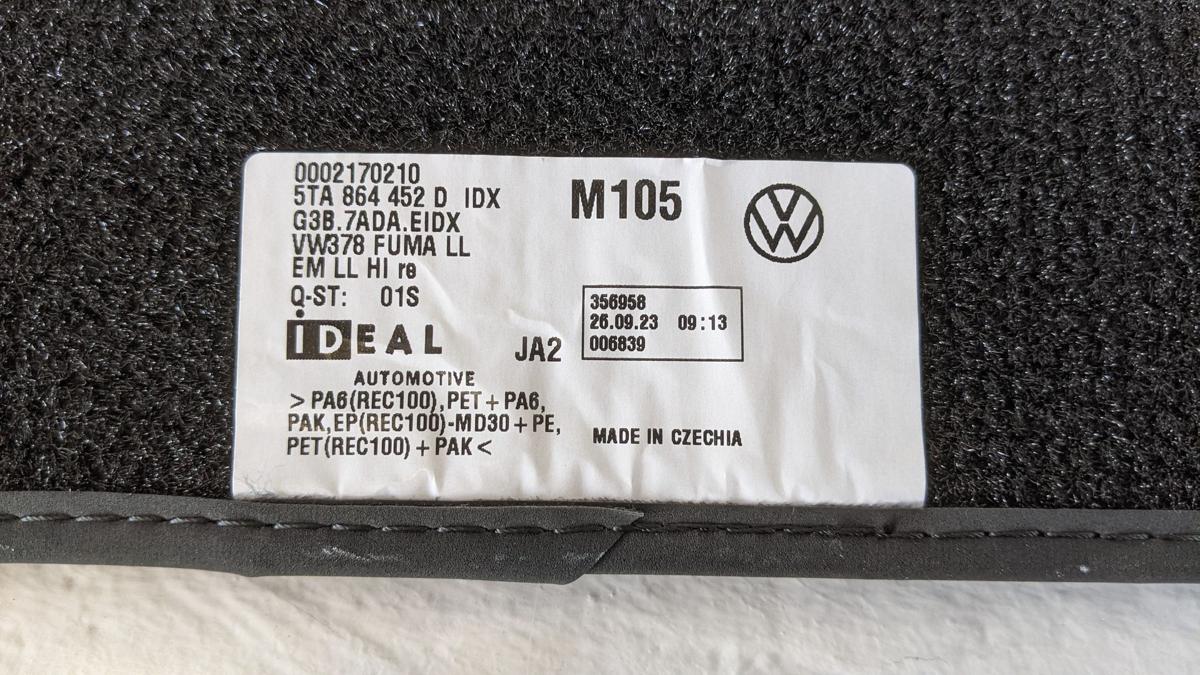 0002170210
5TA 864 452 D IDX
G3B.7ADA.EIDX
VW378 FUMA LL
EM LL HI re
Q-ST: 01S
M105
VW
356958
26.09.23 09:13
006839
iDEAL
AUTOMOTIVE
JA2
>PA6(REC100),PET+PA6,
PAK,EP(REC100)-MD30+PE,
PET(REC100)+PAK<
MADE IN CZECHIA